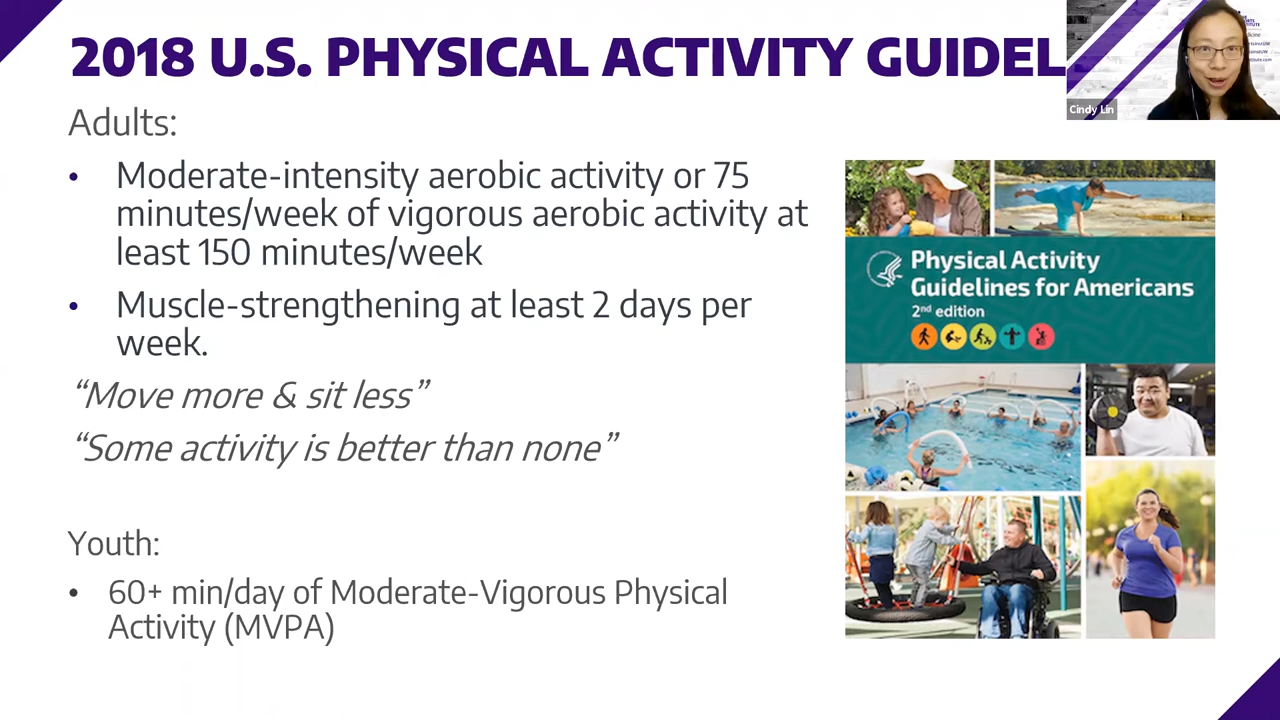 2018 U.S. PHYSICAL ACTIVITY GUIDEL
Cindy Lin
Adults:
• Moderate-intensity aerobic activity or 75
minutes/week of vigorous aerobic activity at
least 150 minutes/week
• Muscle-strengthening at least 2 days per
week.
“Move more & sit less”
“Some activity is better than none”
Youth:
• 60+ min/day of Moderate-Vigorous Physical
Activity (MVPA)
Physical Activity
Guidelines for Americans
2nd edition